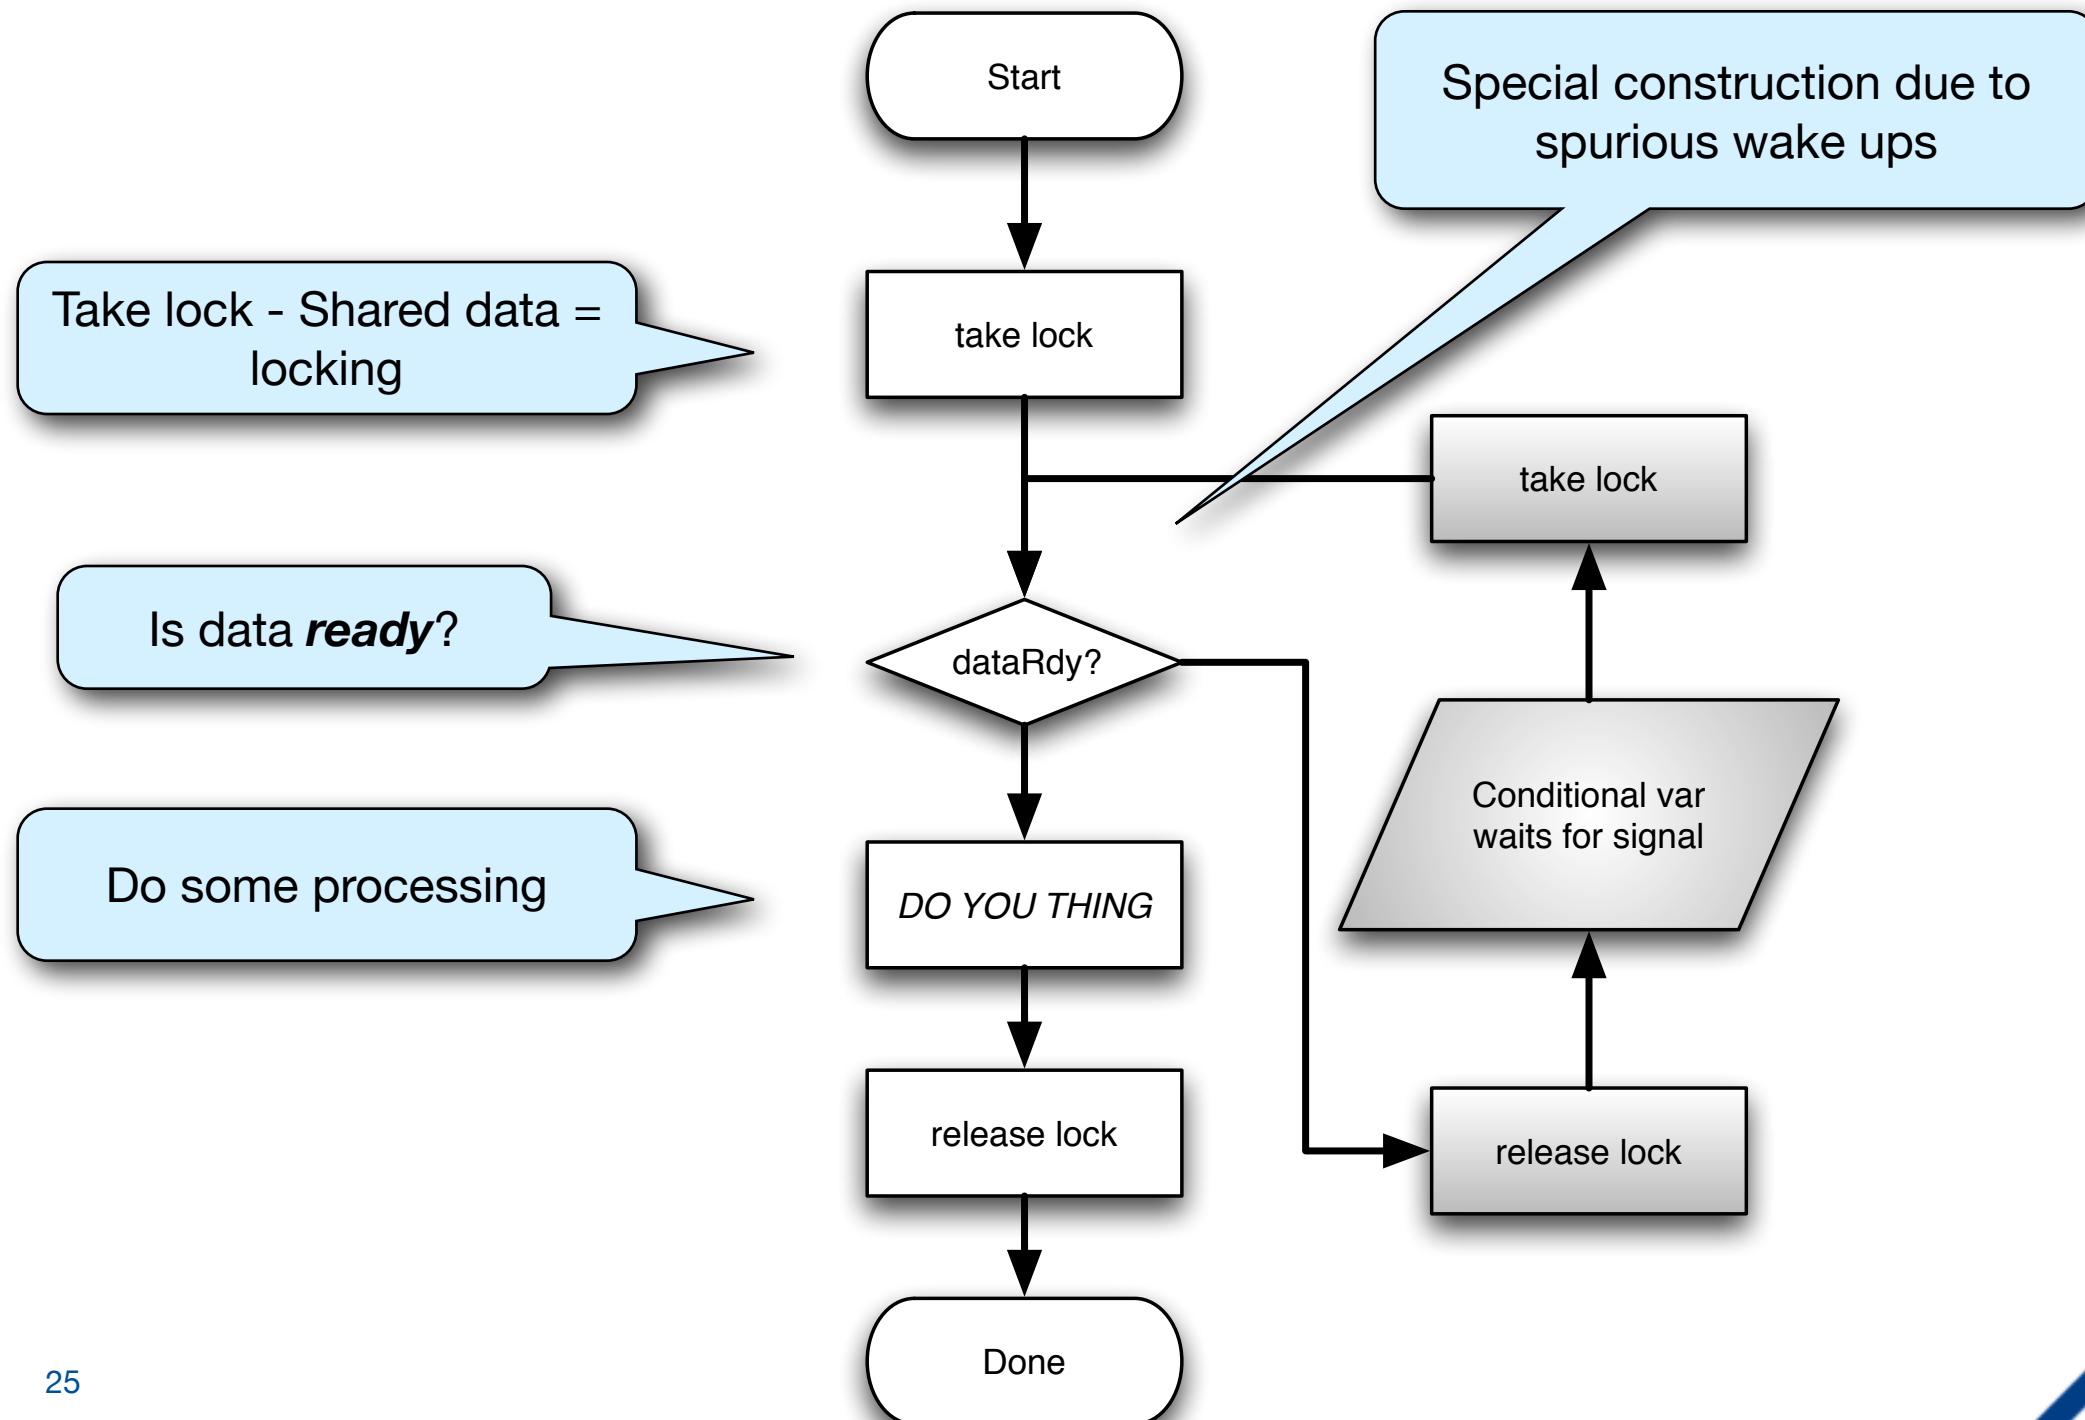 Start
Special construction due to
spurious wake ups
Take lock - Shared data =
locking
take lock
take lock
Is data ready?
dataRdy?
Conditional var
waits for signal
Do some processing
DO YOU THING
release lock
release lock
Done
25